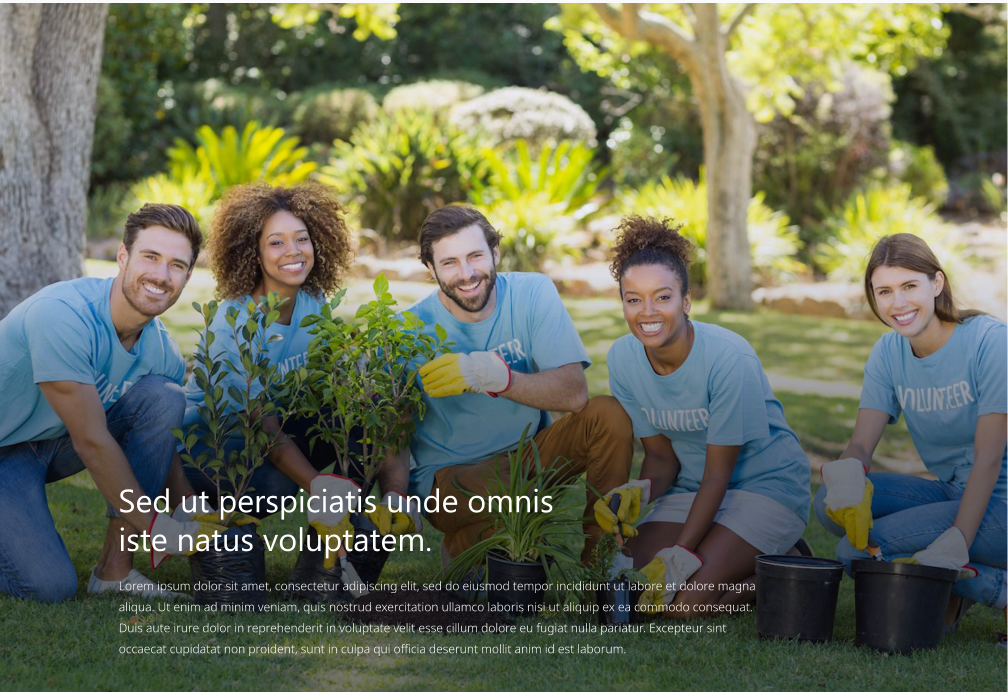 VOLUNTEER
VOLUNTEER
Sed ut perspiciatis unde omnis
iste natus voluptatem.
Lorem ipsum dolor sit amet, consectetur adipiscing elit, sed do eiusmod tempor incididunt ut labore et dolore magna
aliqua. Ut enim ad minim veniam, quis nostrud exercitation ullamco laboris nisi ut aliquip ex ea commodo consequat.
Duis aute irure dolor in reprehenderit in voluptate velit esse cillum dolore eu fugiat nulla pariatur. Excepteur sint
occaecat cupidatat non proident, sunt in culpa qui officia deserunt mollit anim id est laborum.